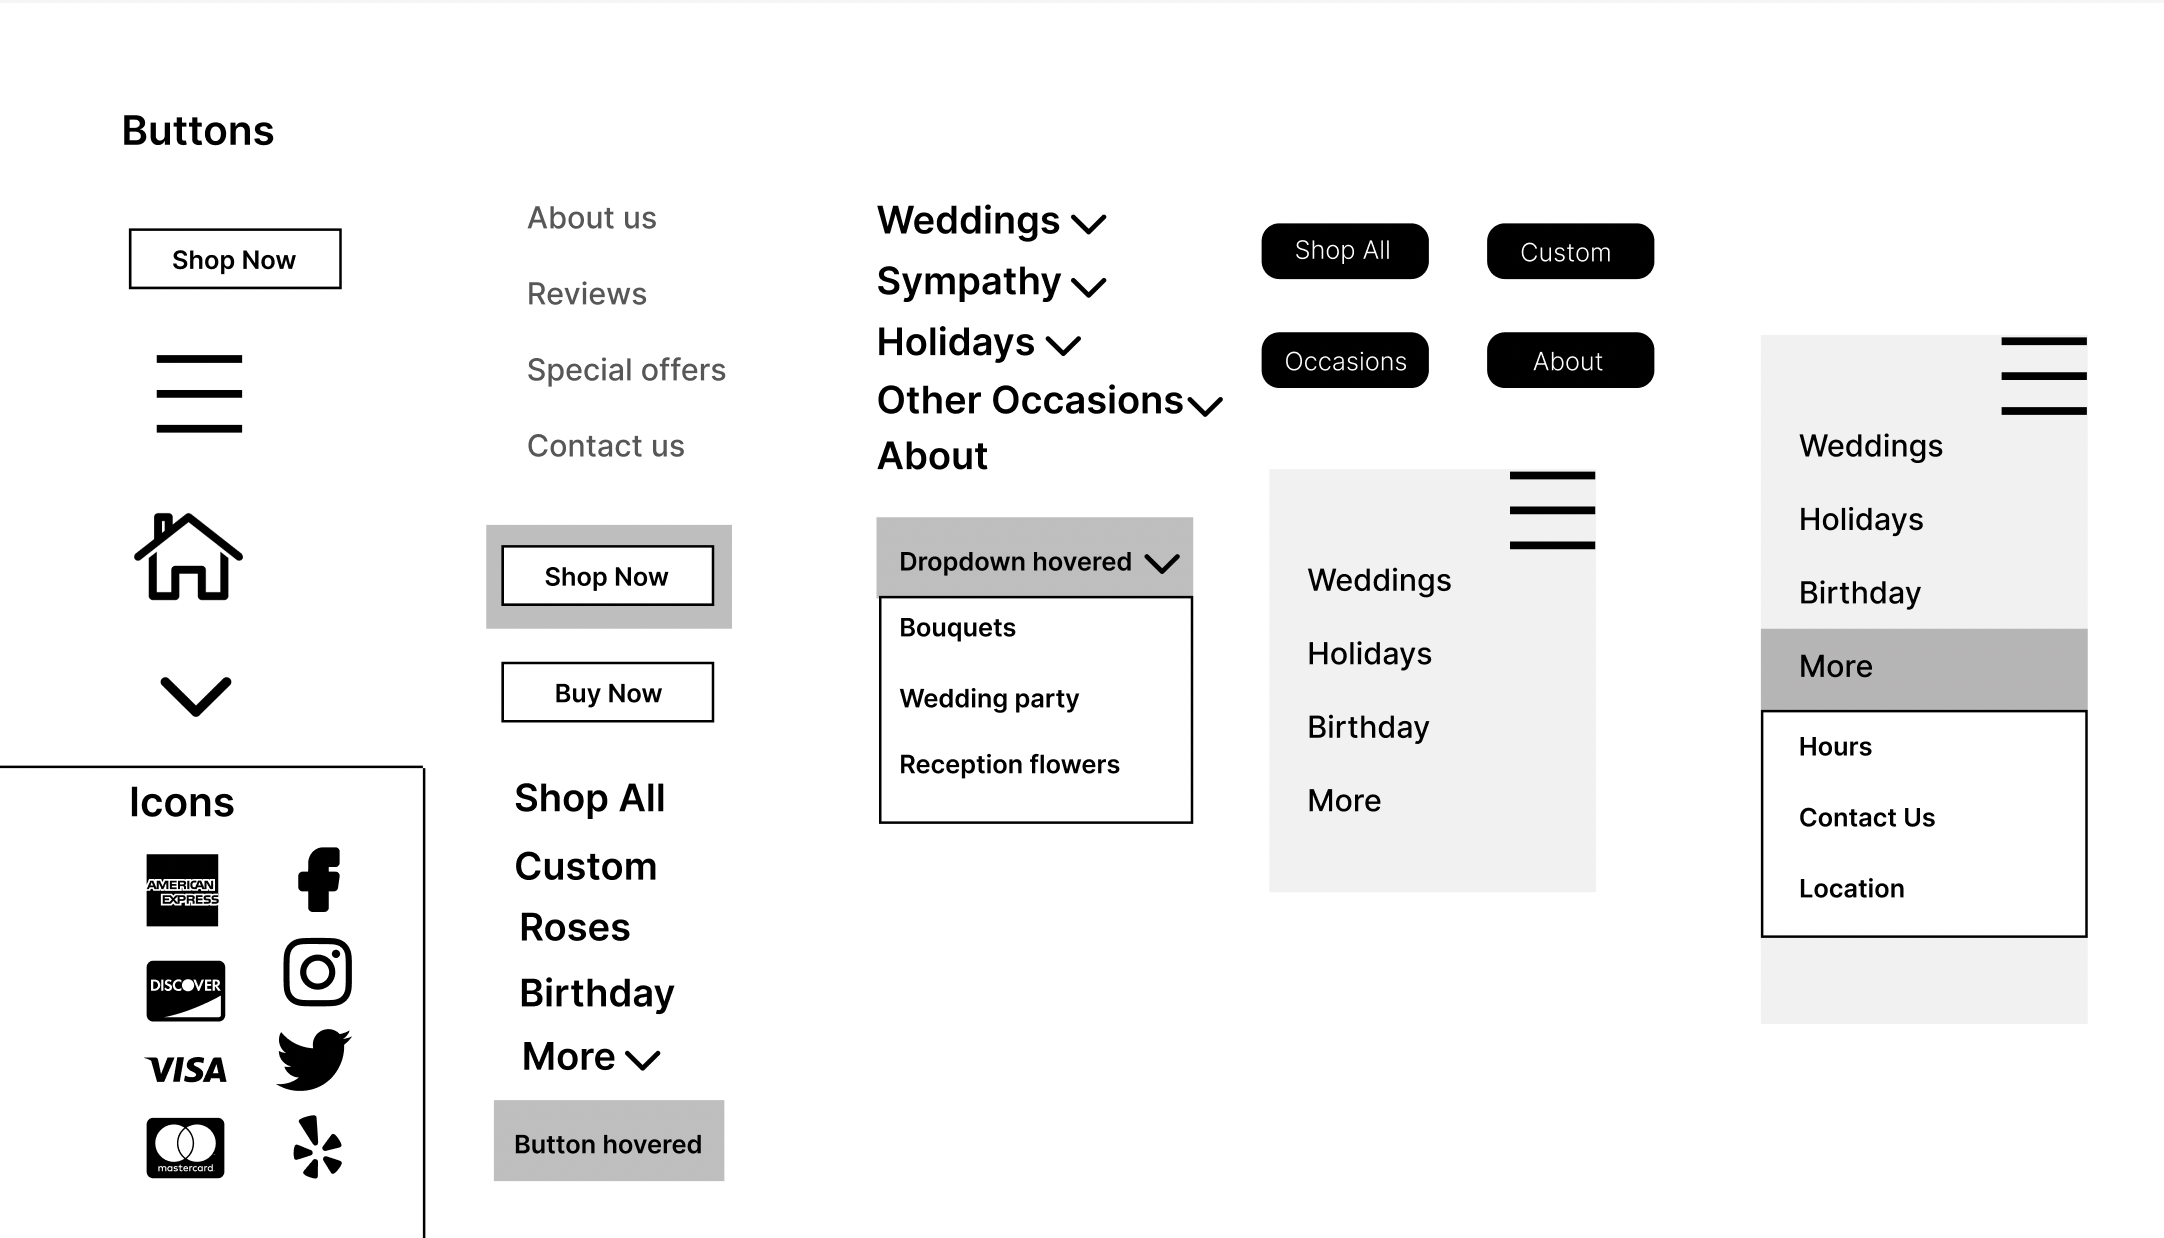 Buttons
Shop Now
Icons
AMERICAN
EXPRESS
DISCOVER
VISA
mastercard
About us
Reviews
Special offers
Contact us
Shop Now
Buy Now
Shop All
Custom
Roses
Birthday
More
Button hovered
Weddings
Sympathy
Holidays
Other Occasions
About
Dropdown hovered
Bouquets
Wedding party
Reception flowers
Shop All
Custom
Occasions
About
Weddings
Holidays
Birthday
More
Weddings
Holidays
Birthday
More
Hours
Contact Us
Location